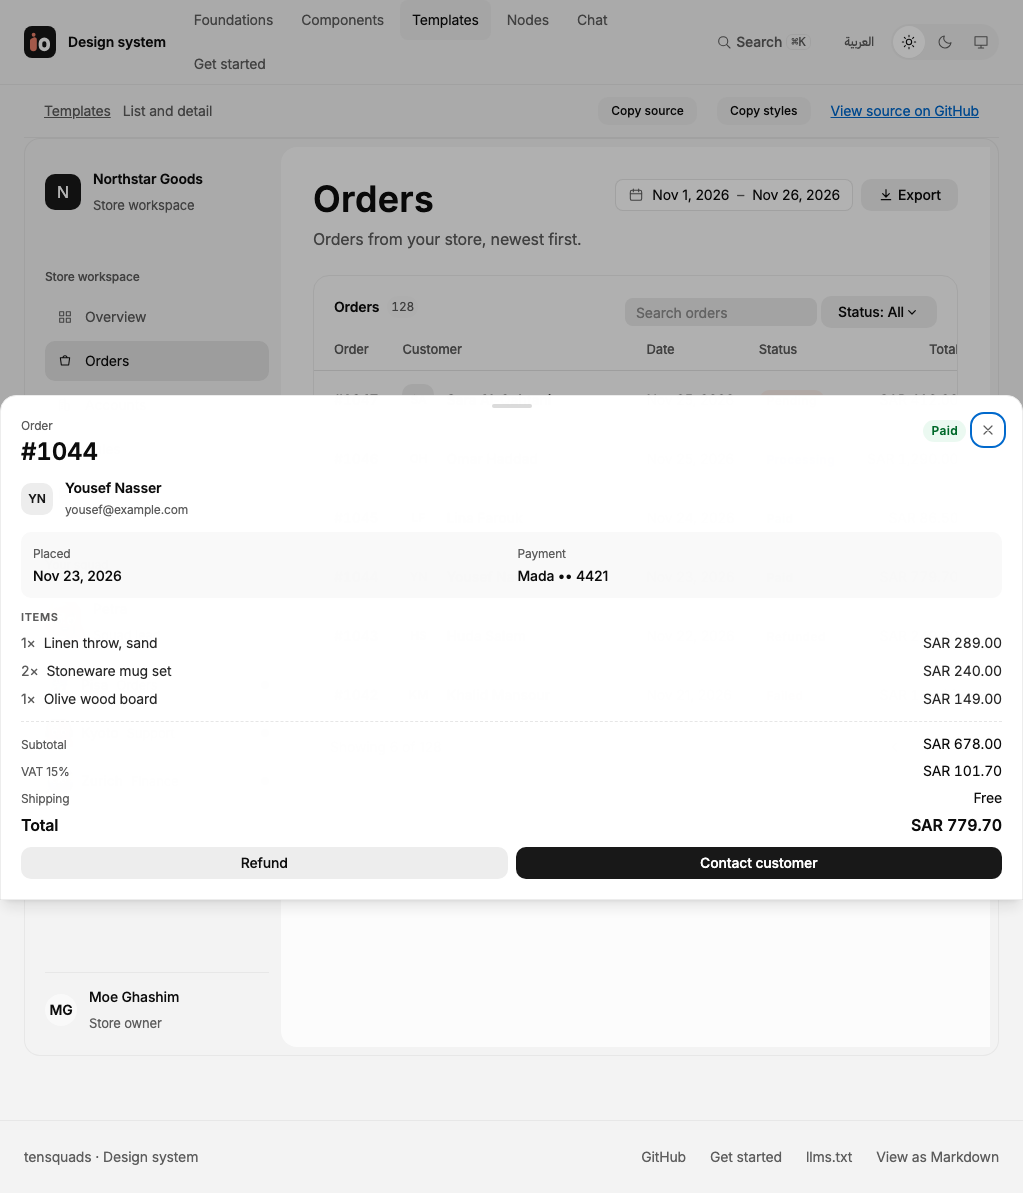 io
Design system
Foundations
Components
Templates
Nodes
Chat
Get started
Search ⌘K
العربية
Templates
List and detail
Copy source
Copy styles
View source on GitHub
N
Northstar Goods
Store workspace
Store workspace
Overview
Orders
Orders
Nov 1, 2026 – Nov 26, 2026
Export
Orders from your store, newest first.
Orders 128
Search orders
Status: All
Order Customer Date Status Total
Order
#1044
Paid
YN
Yousef Nasser
yousef@example.com
Placed
Nov 23, 2026
Payment
Mada •• 4421
ITEMS
1× Linen throw, sand SAR 289.00
2× Stoneware mug set SAR 240.00
1× Olive wood board SAR 149.00
Subtotal SAR 678.00
VAT 15% SAR 101.70
Shipping Free
Total SAR 779.70
Refund
Contact customer
MG
Moe Ghashim
Store owner
tensquads · Design system
GitHub
Get started
llms.txt
View as Markdown